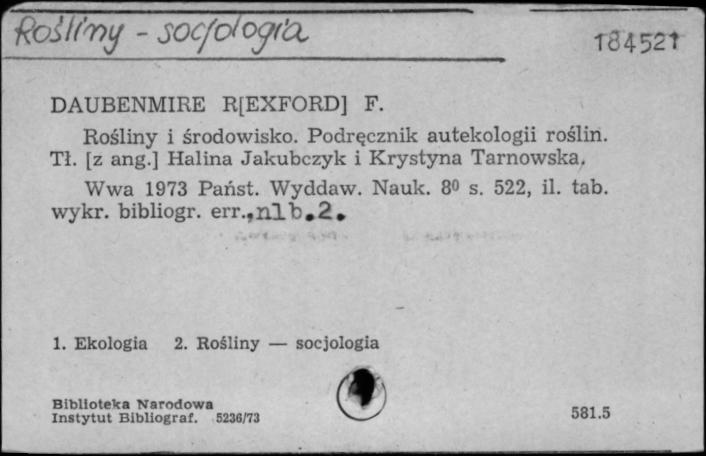 Rośliny - socjologia
184521
DAUBENMIRE R[EXFORD] F.
Rośliny i środowisko. Podręcznik autekologii roślin.
Tł. [z ang.] Halina Jakubczyk i Krystyna Tarnowska.
Wwa 1973 Państ. Wyddaw. Nauk. 8⁰ s. 522, il. tab.
wykr. bibliogr. err., nlb.2.
1. Ekologia 2. Rośliny — socjologia
Biblioteka Narodowa
Instytut Bibliograf. 5236/73
581.5